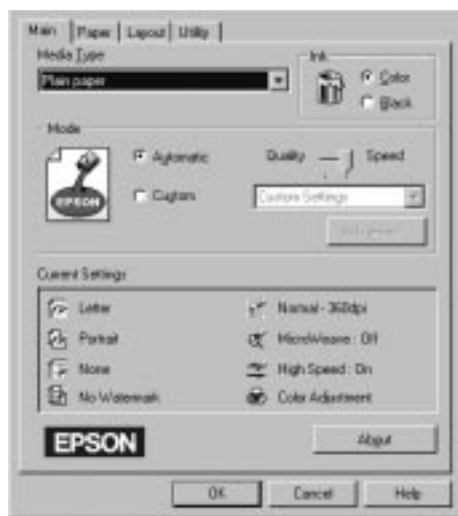 Main Paper Layout Utility
Media Type
Plain paper
Ink
Color
Black
Mode
EPSON
Automatic
Custom
Quality Speed
Custom Settings
Current Settings
Letter
Portrait
None
No Watermark
Normal - 360dpi
MicroWeave : Off
High Speed : On
Color Adjustment
EPSON
About
OK Cancel Help